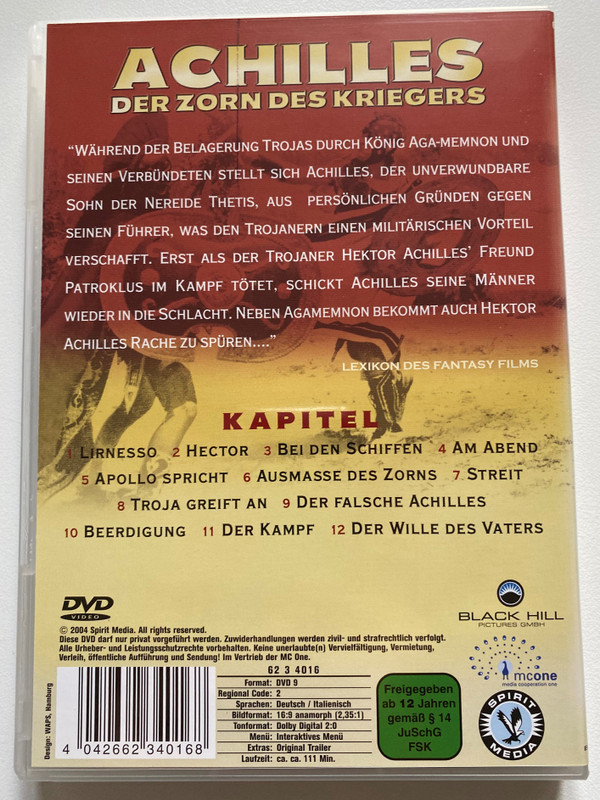 ACHILLES
DER ZORN DES KRIEGERS
"WÄHREND DER BELAGERUNG TROJAS DURCH KÖNIG AGA-MEMNON UND
SEINEN VERBÜNDETEN STELLT SICH ACHILLES, DER UNVERWUNDBARE
SOHN DER NEREIDE THETIS, AUS PERSÖNLICHEN GRÜNDEN GEGEN
SEINEN FÜHRER, WAS DEN TROJANERN EINEN MILITÄRISCHEN VORTEIL
VERSCHAFFT. ERST ALS DER TROJANER HEKTOR ACHILLES' FREUND
PATROKLUS IM KAMPF TÖTET, SCHICKT ACHILLES SEINE MÄNNER
WIEDER IN DIE SCHLACHT. NEBEN AGAMEMNON BEKOMMT AUCH HEKTOR
ACHILLES RACHE ZU SPÜREN...."
LEXIKON DES FANTASY FILMS
KAPITEL
1 LIRNESSO 2 HECTOR 3 BEI DEN SCHIFFEN 4 AM ABEND
5 APOLLO SPRICHT 6 AUSMASSE DES ZORNS 7 STREIT
8 TROJA GREIFT AN 9 DER FALSCHE ACHILLES
10 BEERDIGUNG 11 DER KAMPF 12 DER WILLE DES VATERS
DVD
VIDEO
BLACK HILL
PICTURES GMBH
© 2004 Spirit Media. All rights reserved.
Diese DVD darf nur privat vorgeführt werden. Zuwiderhandlungen werden zivil- und strafrechtlich verfolgt.
Alle Urheber- und Leistungsschutzrechte vorbehalten. Keine unerlaubte(n) Vervielfältigung, Vermietung,
Verleih, öffentliche Aufführung und Sendung! Im Vertrieb der MC One.
mcone
media cooperation one
Design: WAPS, Hamburg
4 042662 340168
62 3 4016
Format: DVD 9
Regional Code: 2
Sprachen: Deutsch / Italienisch
Bildformat: 16:9 anamorph (2,35:1)
Tonformat: Dolby Digital 2:0
Menü: Interaktives Menü
Extras: Original Trailer
Laufzeit: ca. ca. 111 Min.
Freigegeben
ab 12 Jahren
gemäß § 14
JuSchG
FSK
SPIRIT
MEDIA